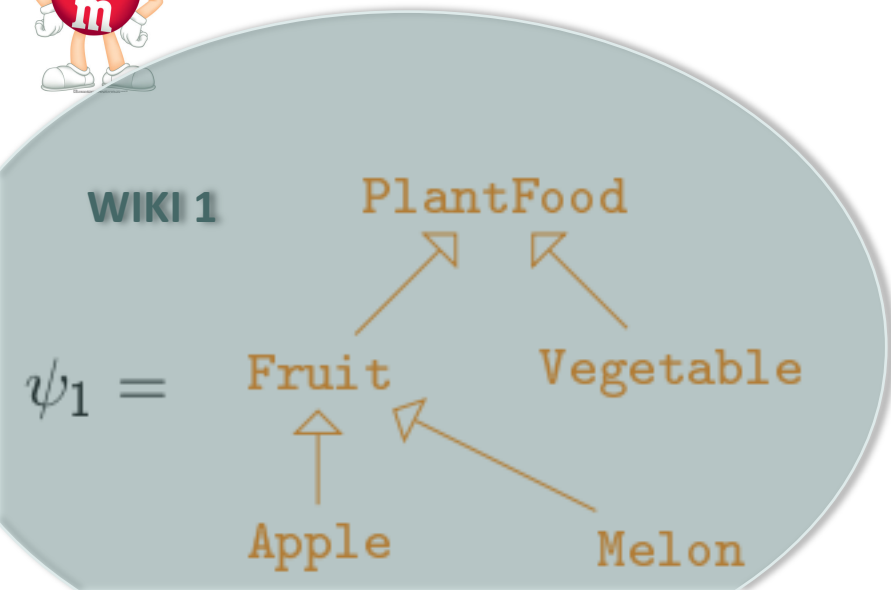 m
PlantFood
WIKI 1
Fruit Vegetable
ψ₁ =
Apple Melon